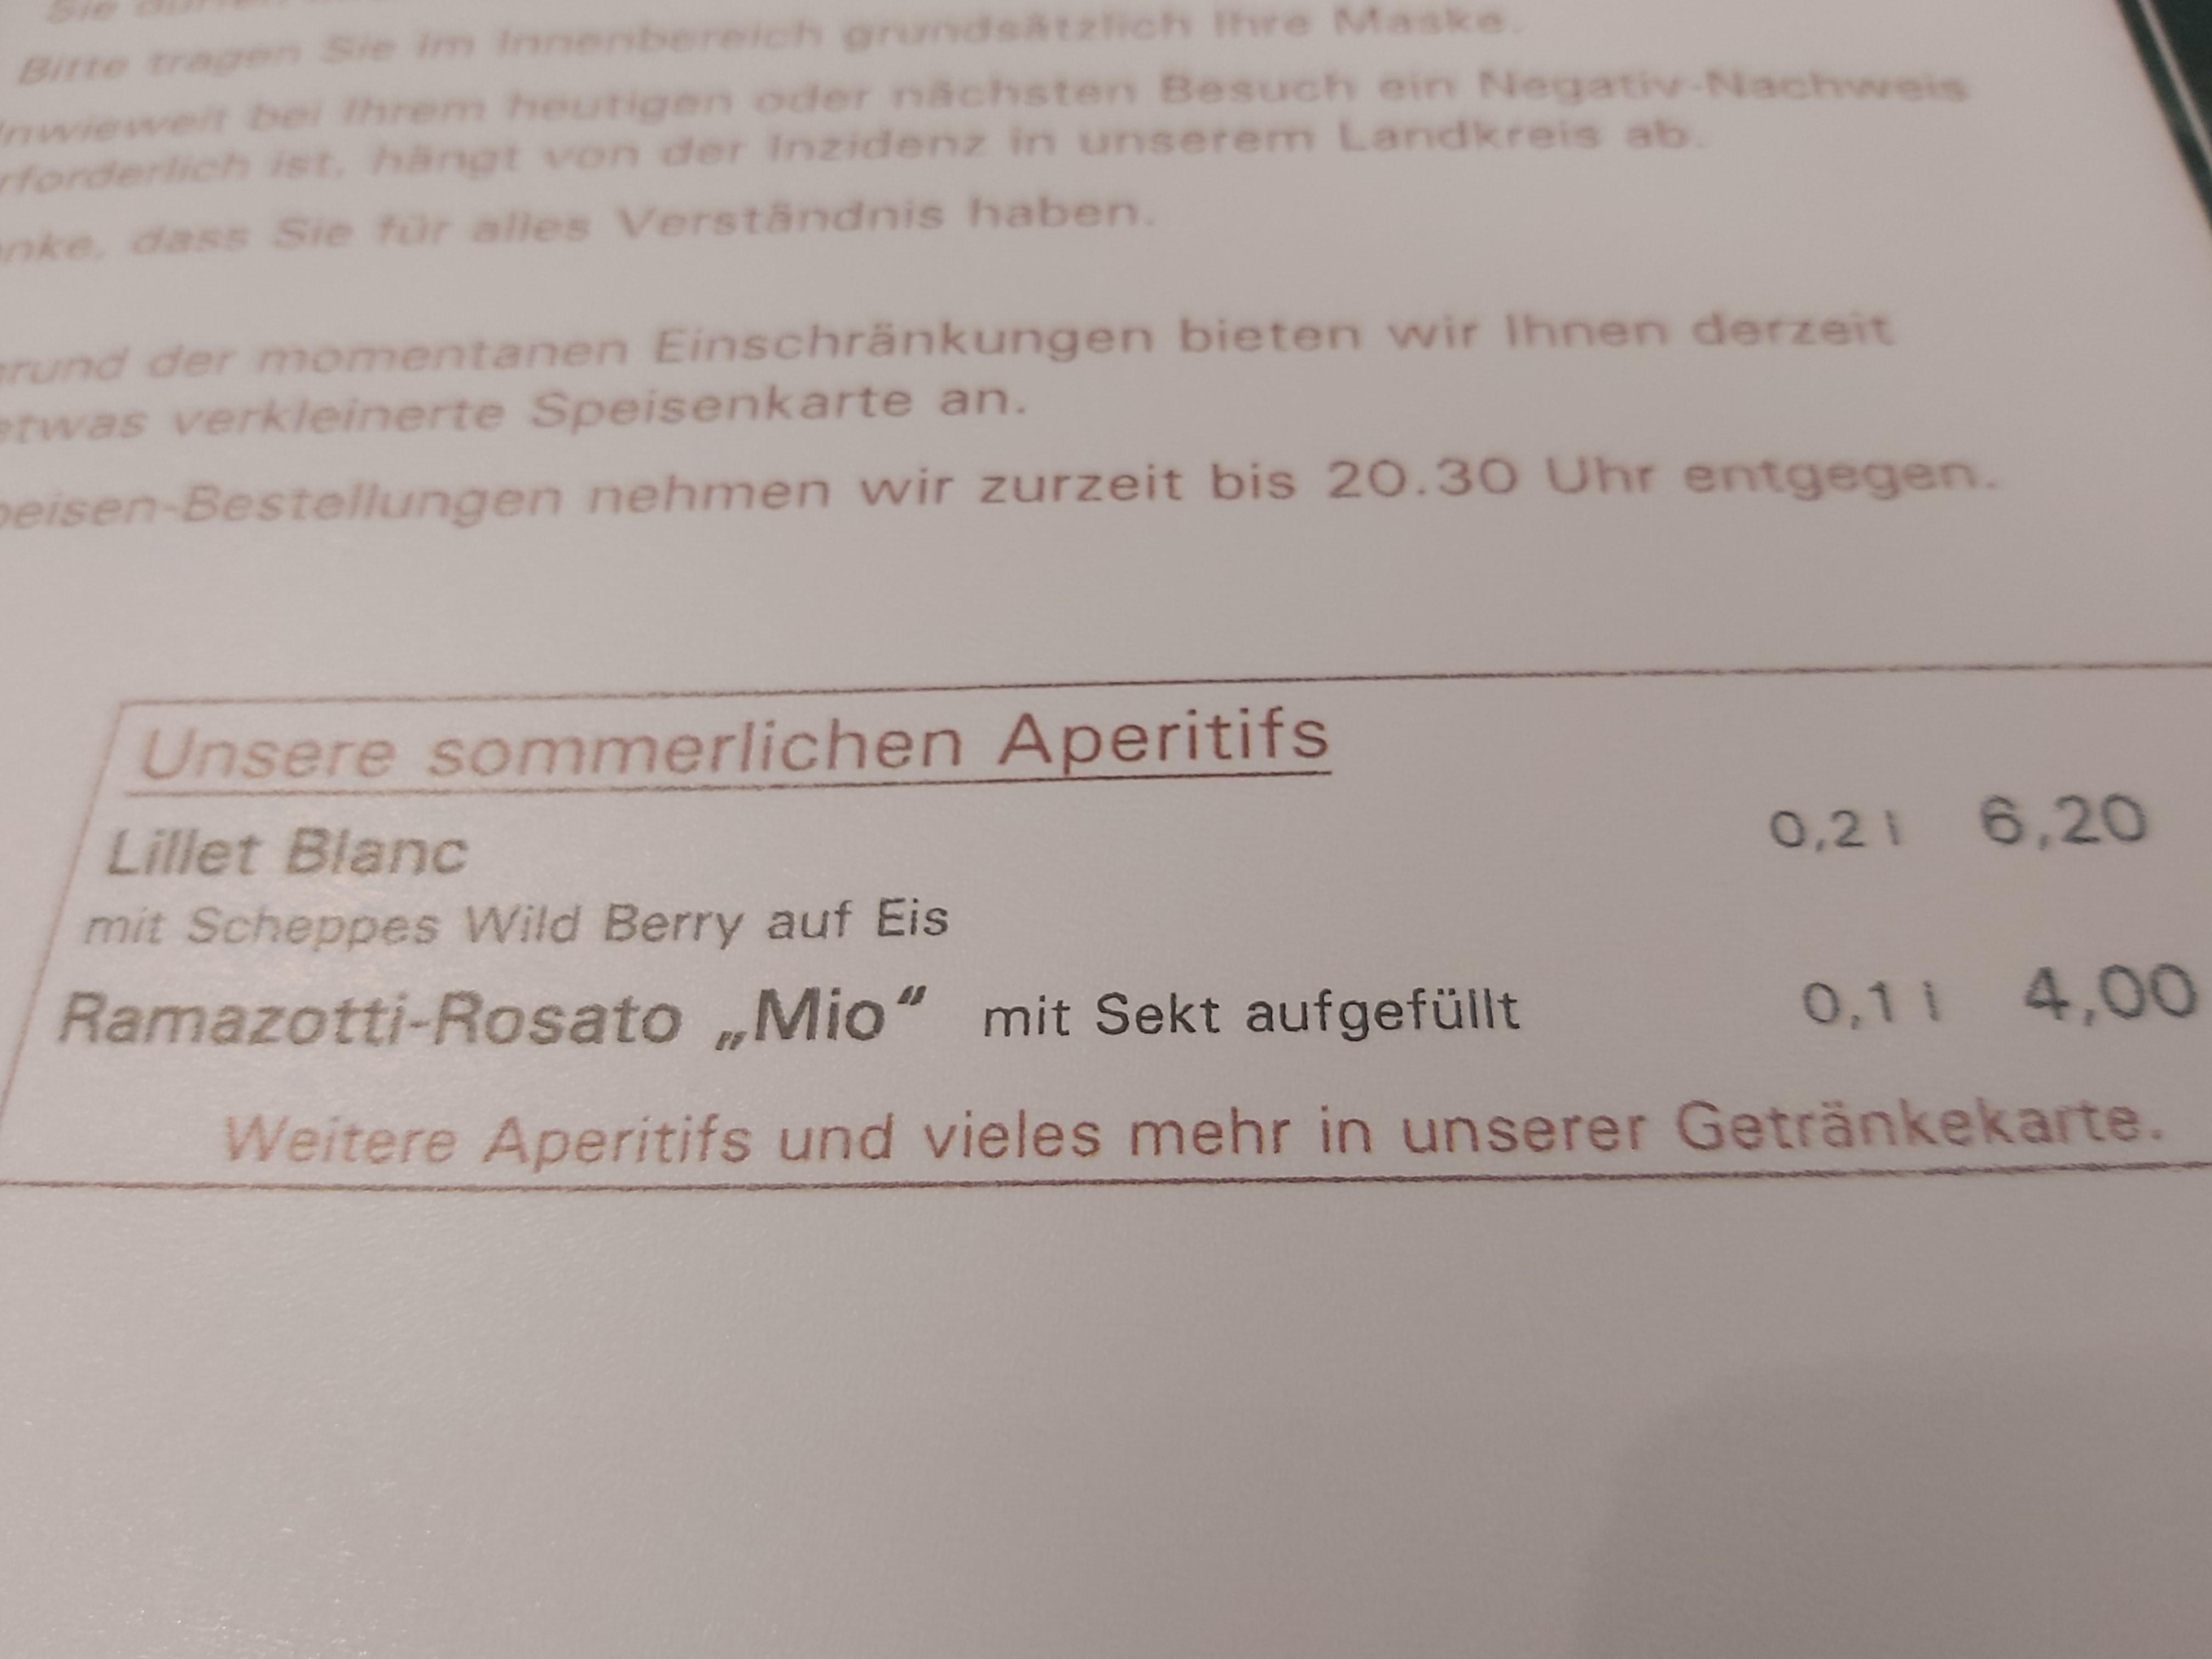 Sie
Bitte tragen Sie im Innenbereich grundsätzlich Ihre Maske.
Inwieweit bei Ihrem heutigen oder nächsten Besuch ein Negativ-Nachweis
rforderlich ist, hängt von der Inzidenz in unserem Landkreis ab.
nke, dass Sie für alles Verständnis haben.
rund der momentanen Einschränkungen bieten wir Ihnen derzeit
etwas verkleinerte Speisenkarte an.
peisen-Bestellungen nehmen wir zurzeit bis 20.30 Uhr entgegen.
Unsere sommerlichen Aperitifs
Lillet Blanc 0,2 l 6,20
mit Scheppes Wild Berry auf Eis
Ramazotti-Rosato „Mio“ mit Sekt aufgefüllt 0,1 l 4,00
Weitere Aperitifs und vieles mehr in unserer Getränkekarte.